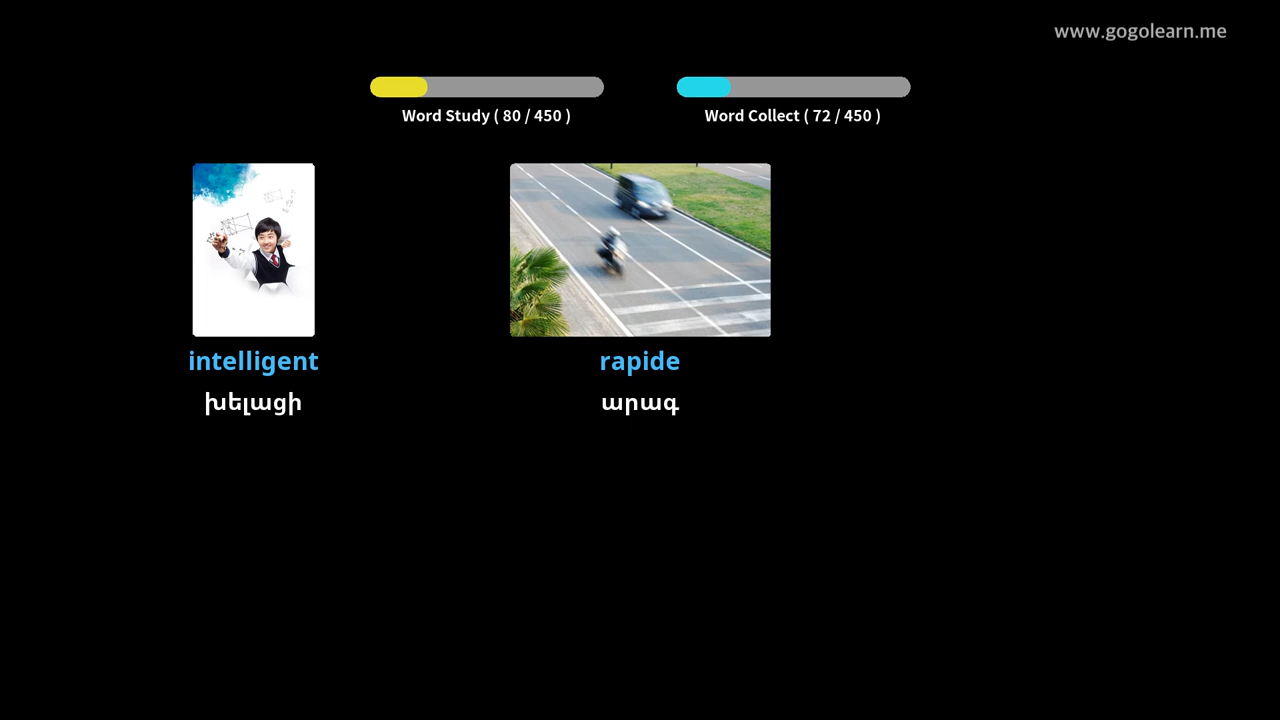 www.gogolearn.me
Word Study ( 80 / 450 )
Word Collect ( 72 / 450 )
intelligent
խելացի
rapide
արագ